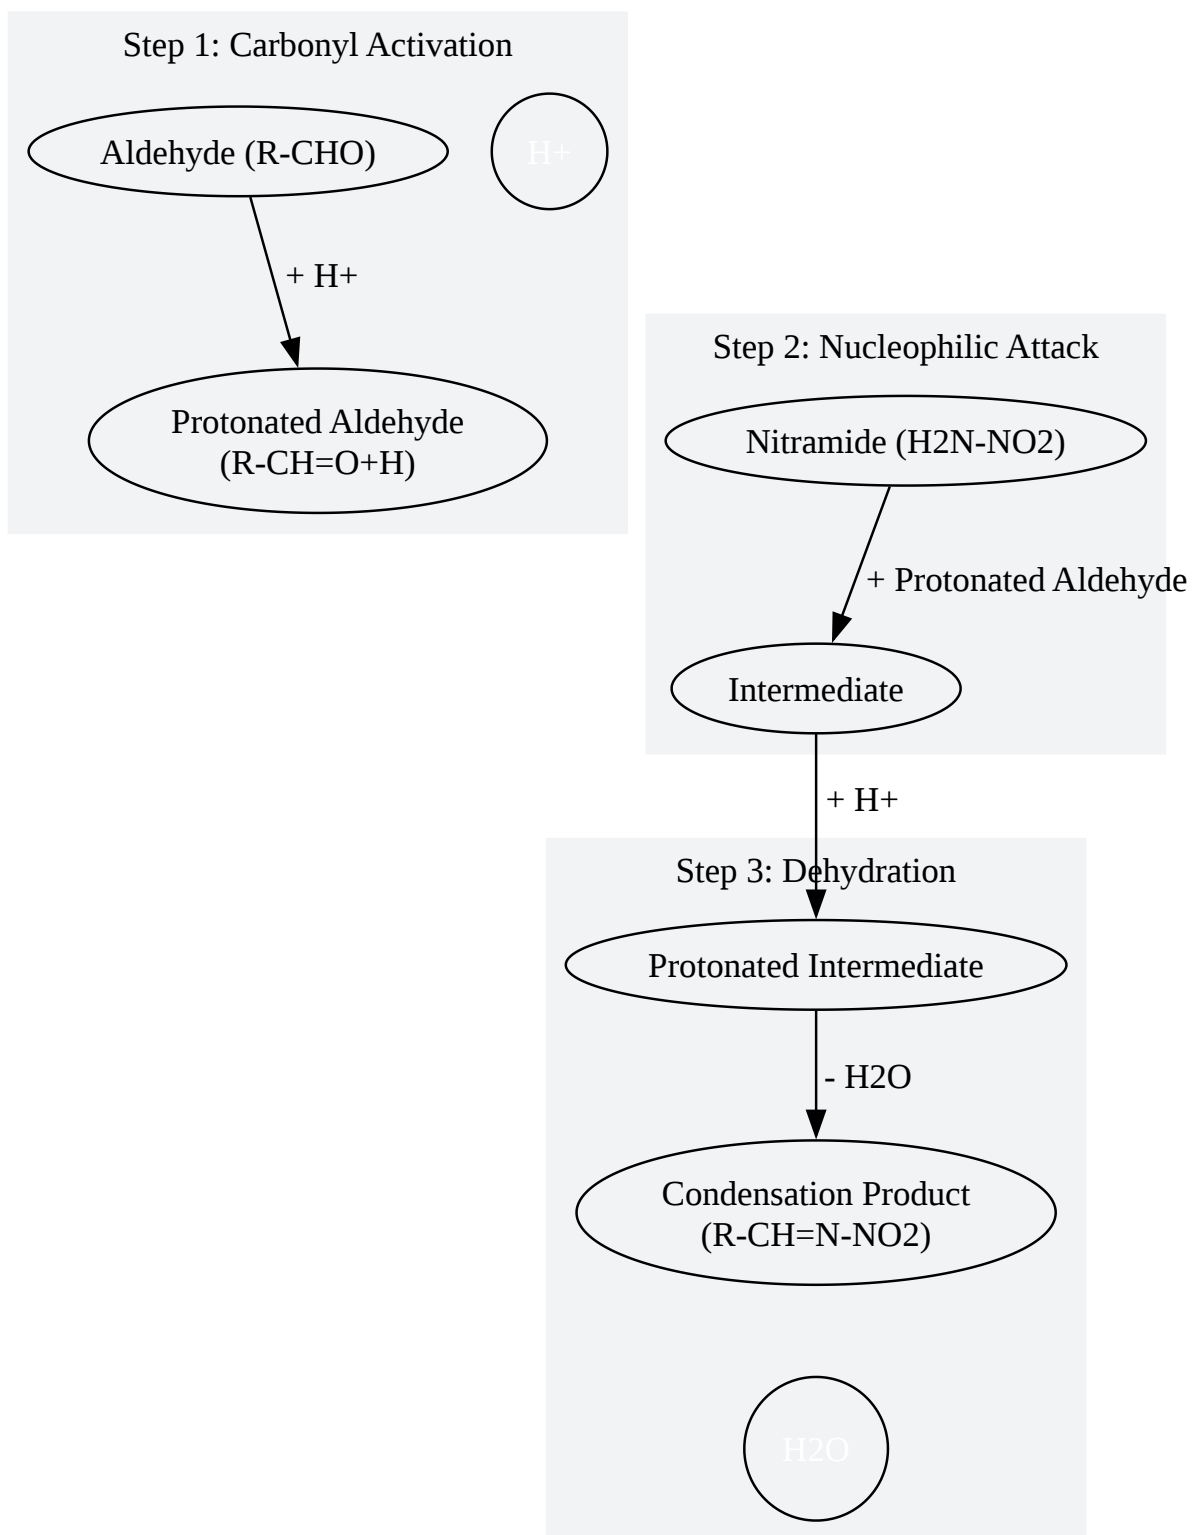 Step 1: Carbonyl Activation
Aldehyde (R-CHO)
H+
+ H+
Protonated Aldehyde
(R-CH=O+H)
Step 2: Nucleophilic Attack
Nitramide (H2N-NO2)
+ Protonated Aldehyde
Intermediate
+ H+
Step 3: Dehydration
Protonated Intermediate
- H2O
Condensation Product
(R-CH=N-NO2)
H2O